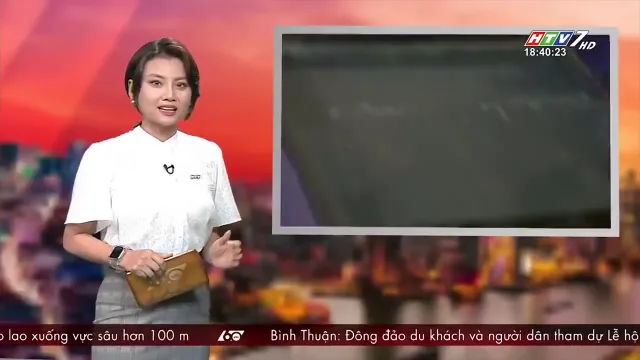 HTV7 HD
18:40:23
o lao xuống vực sâu hơn 100 m
60
Bình Thuận: Đông đảo du khách và người dân tham dự Lễ hộ